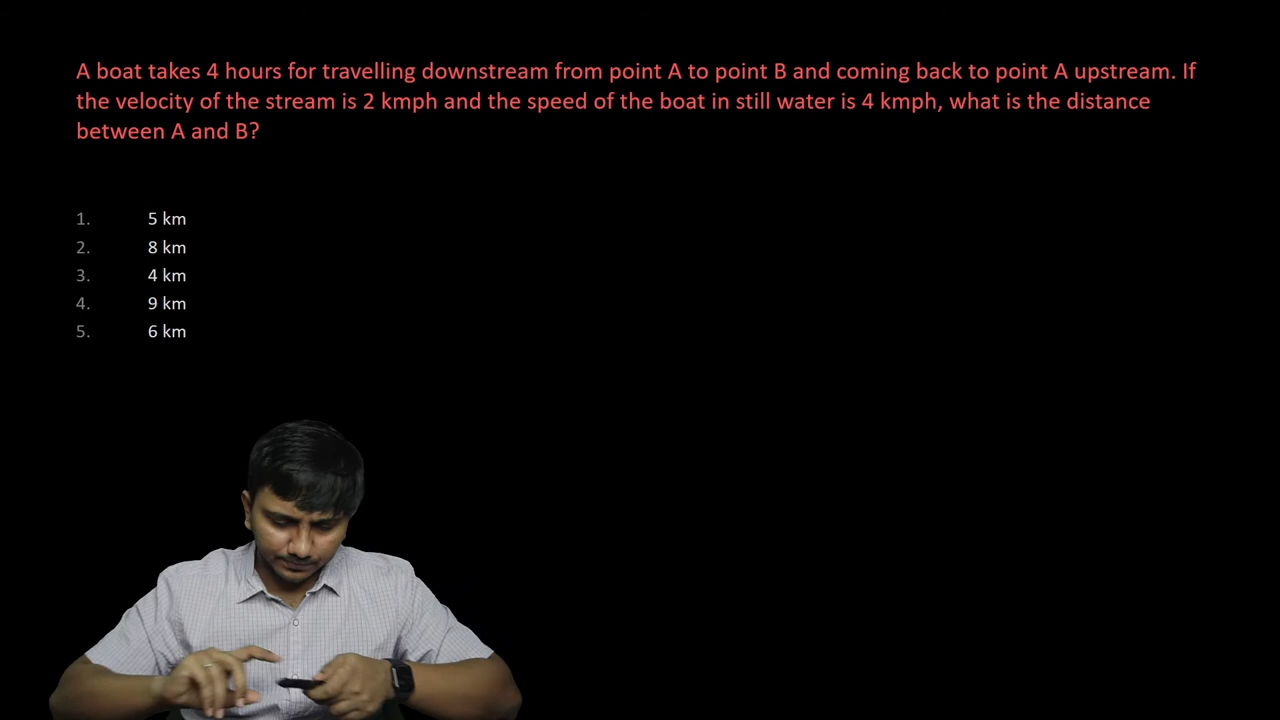 A boat takes 4 hours for travelling downstream from point A to point B and coming back to point A upstream. If
the velocity of the stream is 2 kmph and the speed of the boat in still water is 4 kmph, what is the distance
between A and B?
1. 5 km
2. 8 km
3. 4 km
4. 9 km
5. 6 km